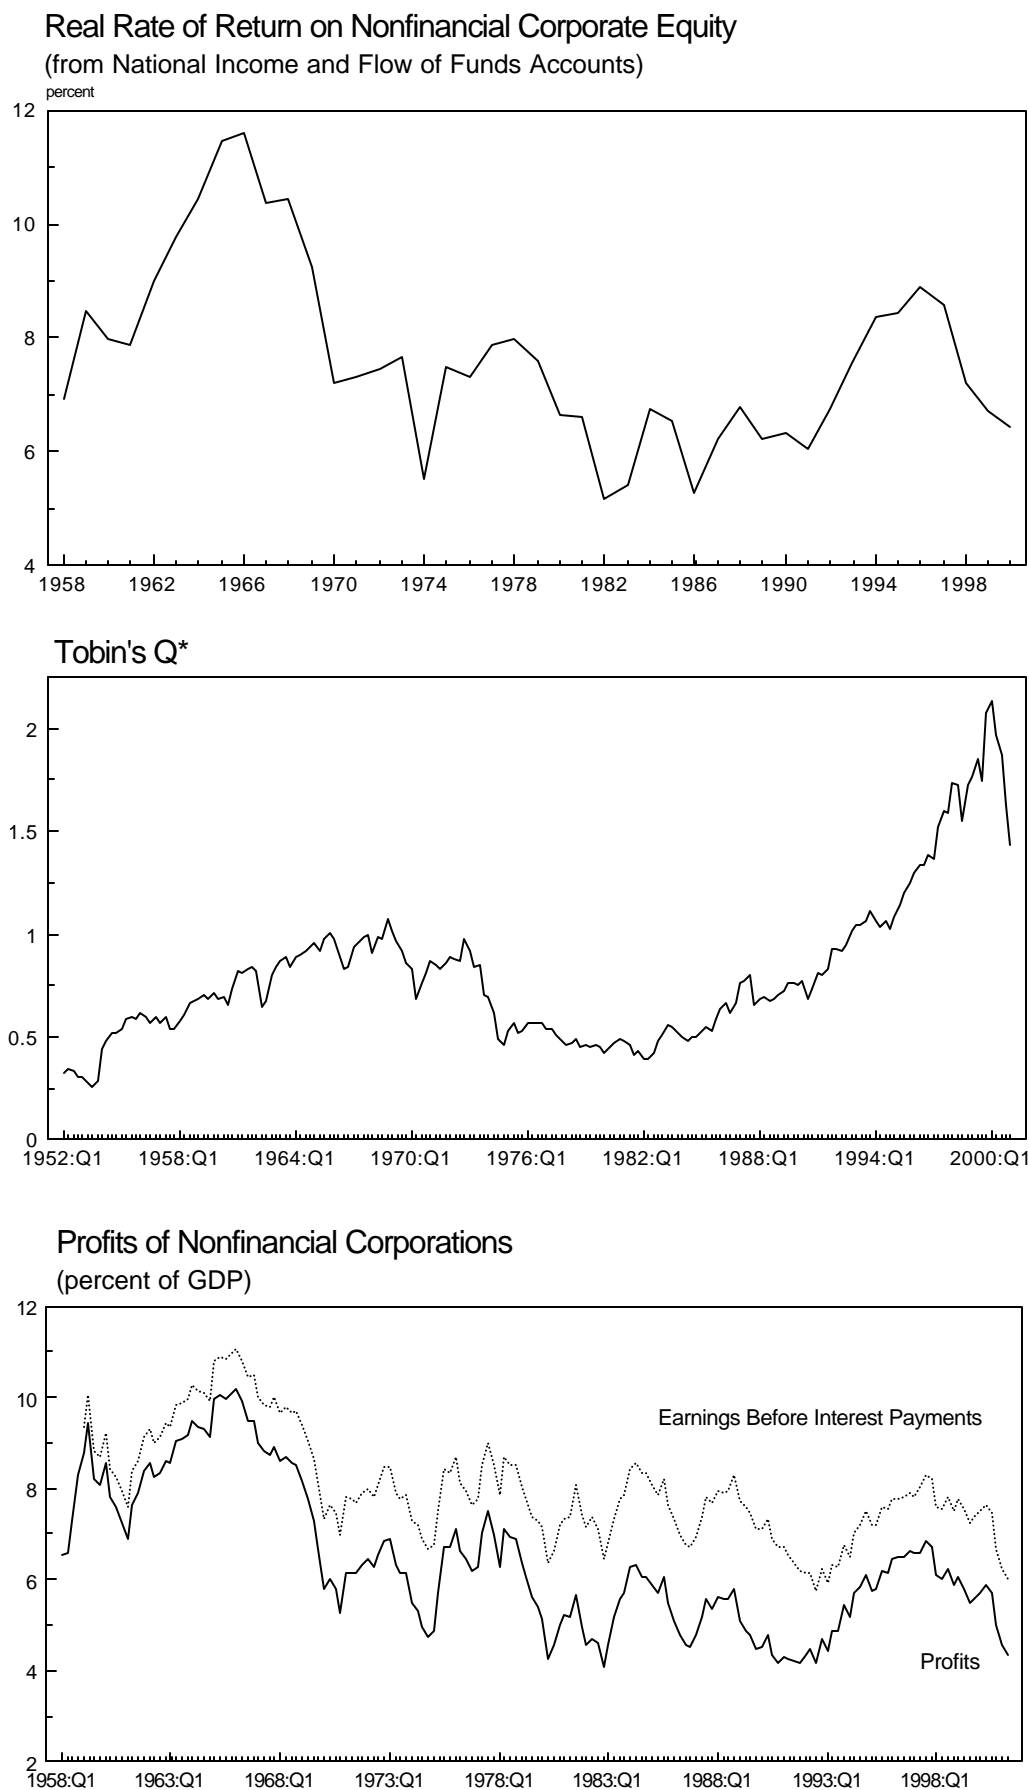 Real Rate of Return on Nonfinancial Corporate Equity
(from National Income and Flow of Funds Accounts)
percent
12
10
8
6
4
1958 1962 1966 1970 1974 1978 1982 1986 1990 1994 1998
Tobin's Q*
2
1.5
1
0.5
0
1952:Q1 1958:Q1 1964:Q1 1970:Q1 1976:Q1 1982:Q1 1988:Q1 1994:Q1 2000:Q1
Profits of Nonfinancial Corporations
(percent of GDP)
12
10
Earnings Before Interest Payments
8
6
Profits
4
2
1958:Q1 1963:Q1 1968:Q1 1973:Q1 1978:Q1 1983:Q1 1988:Q1 1993:Q1 1998:Q1